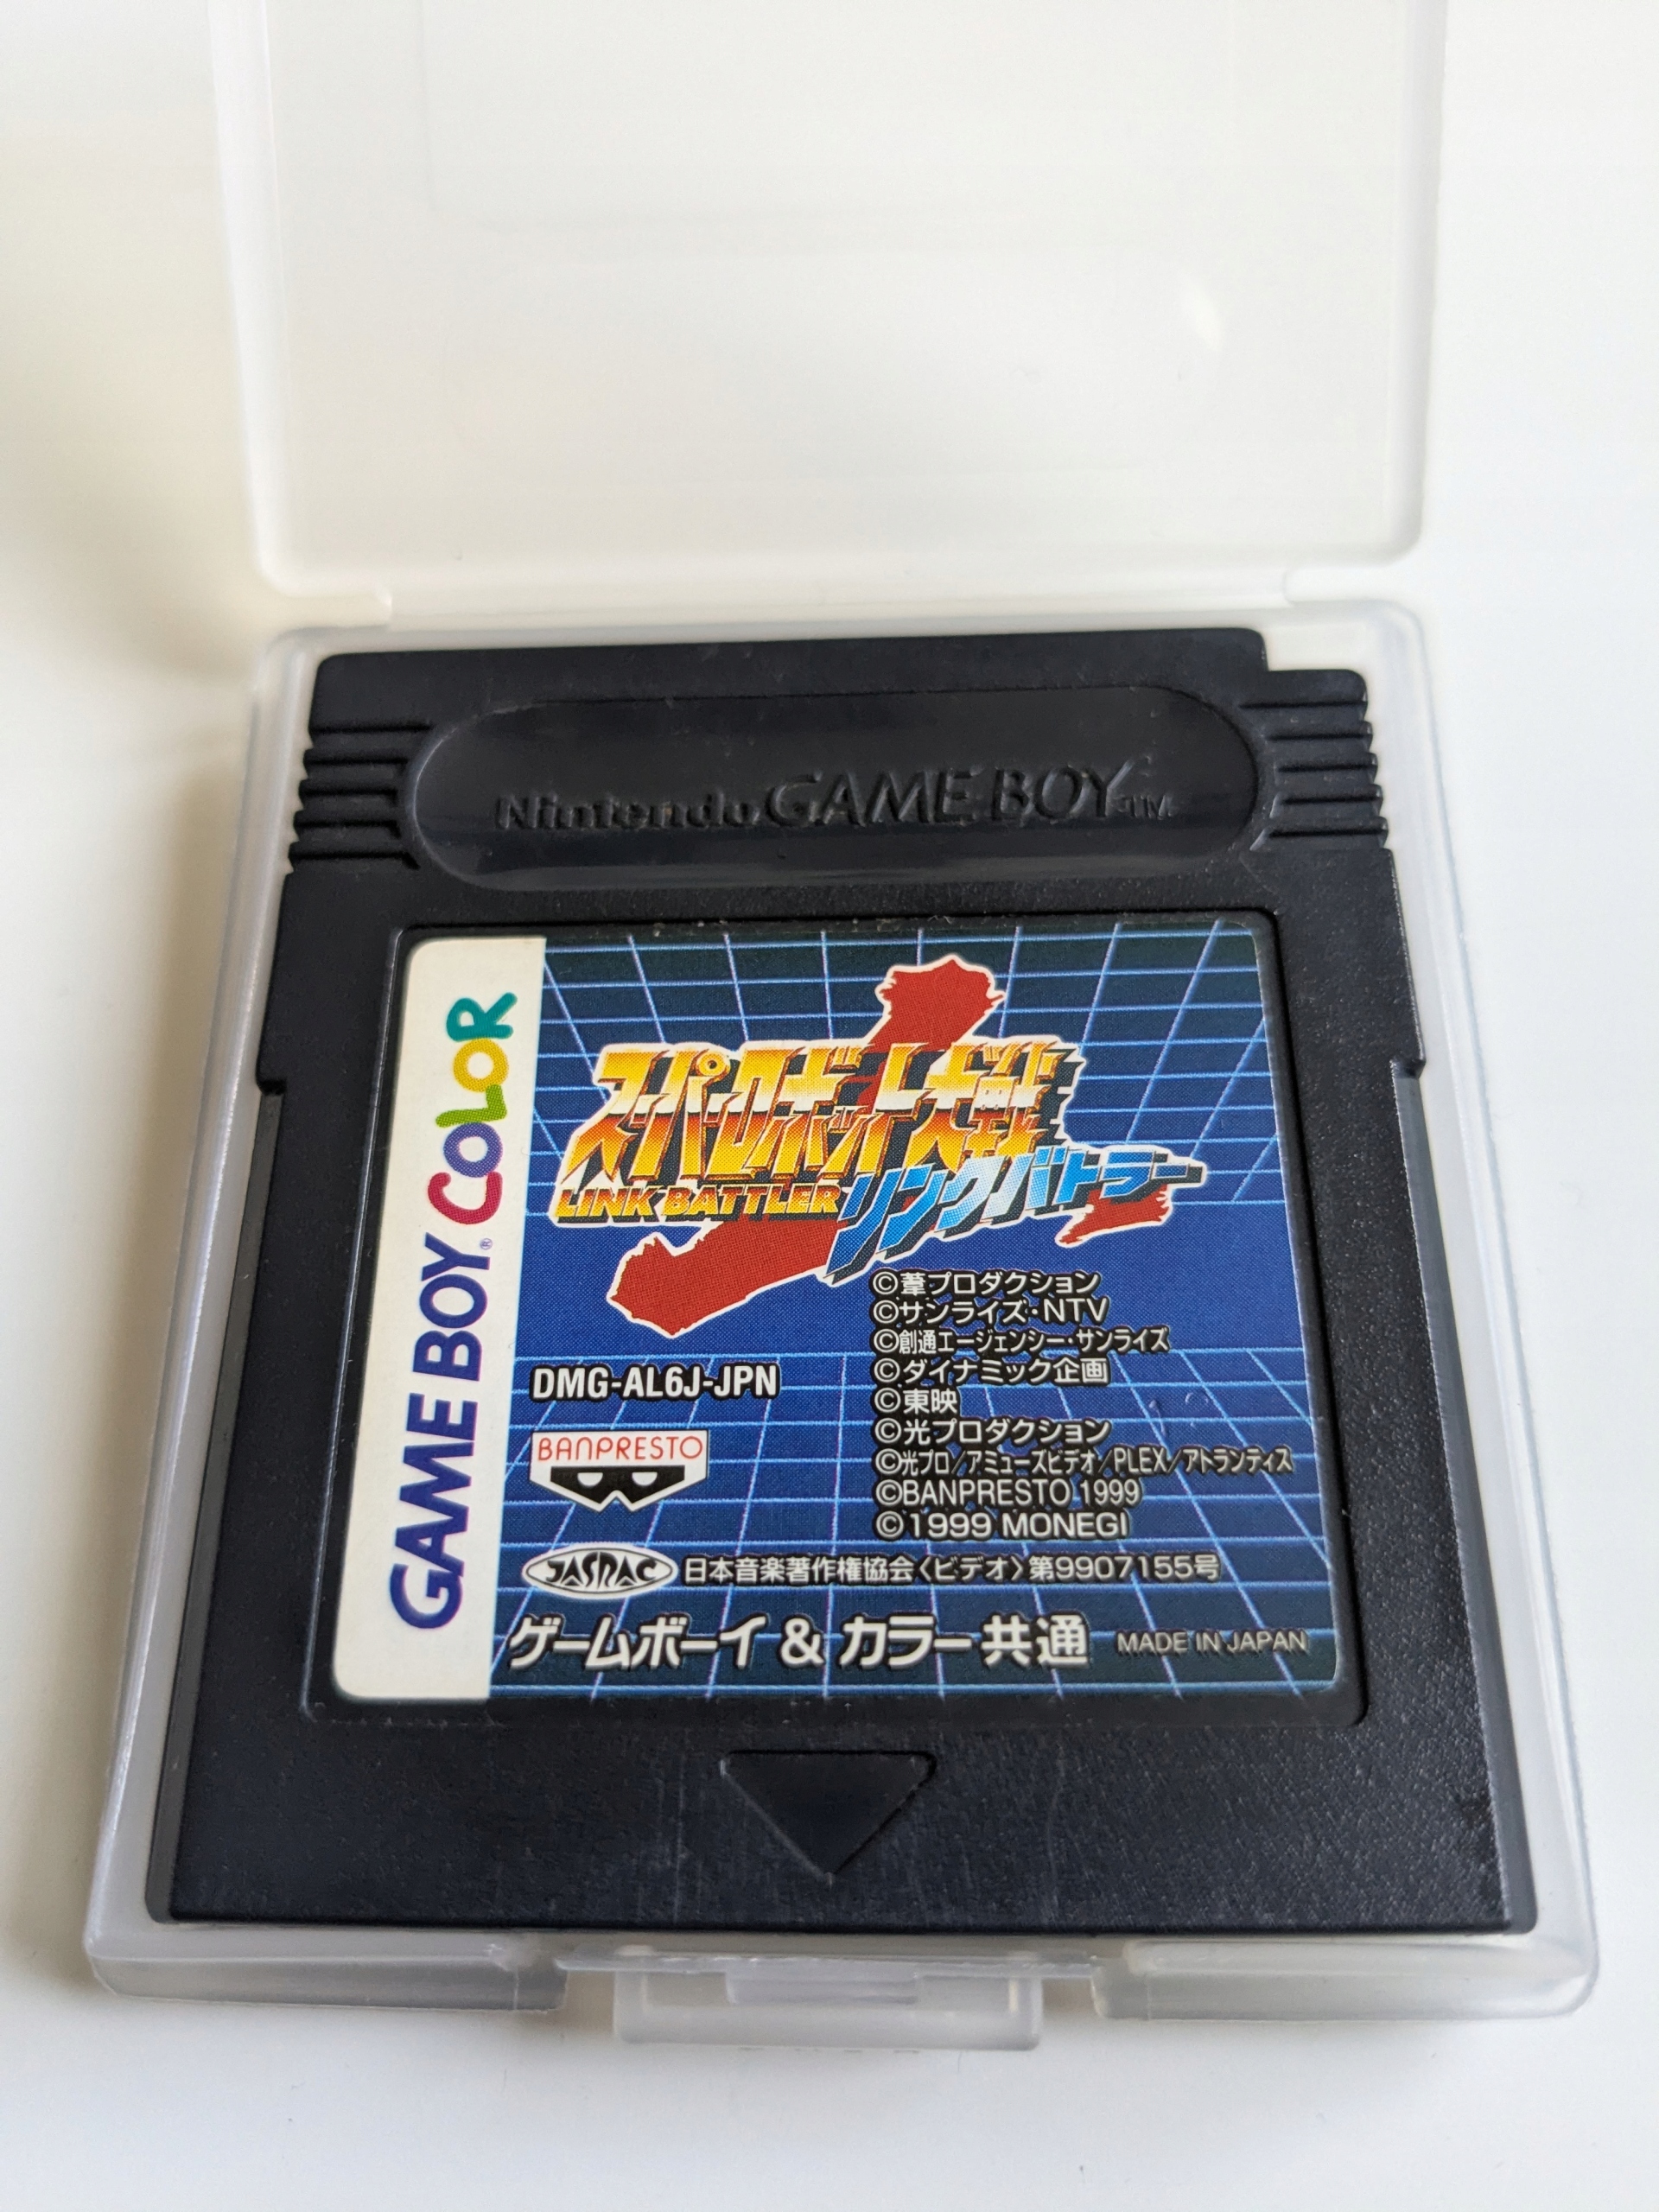 Nintendo GAME BOY TM
GAME BOY® COLOR
スーパーロボット大戦
LINK BATTLER リンクバトラー
©葦プロダクション
©サンライズ・NTV
©創通エージェンシー・サンライズ
©ダイナミック企画
©東映
©光プロダクション
©光プロ/アミューズビデオ/PLEX/アトランティス
©BANPRESTO 1999
©1999 MONEGI
DMG-AL6J-JPN
BANPRESTO
JASRAC 日本音楽著作権協会〈ビデオ〉第9907155号
ゲームボーイ & カラー共通 MADE IN JAPAN